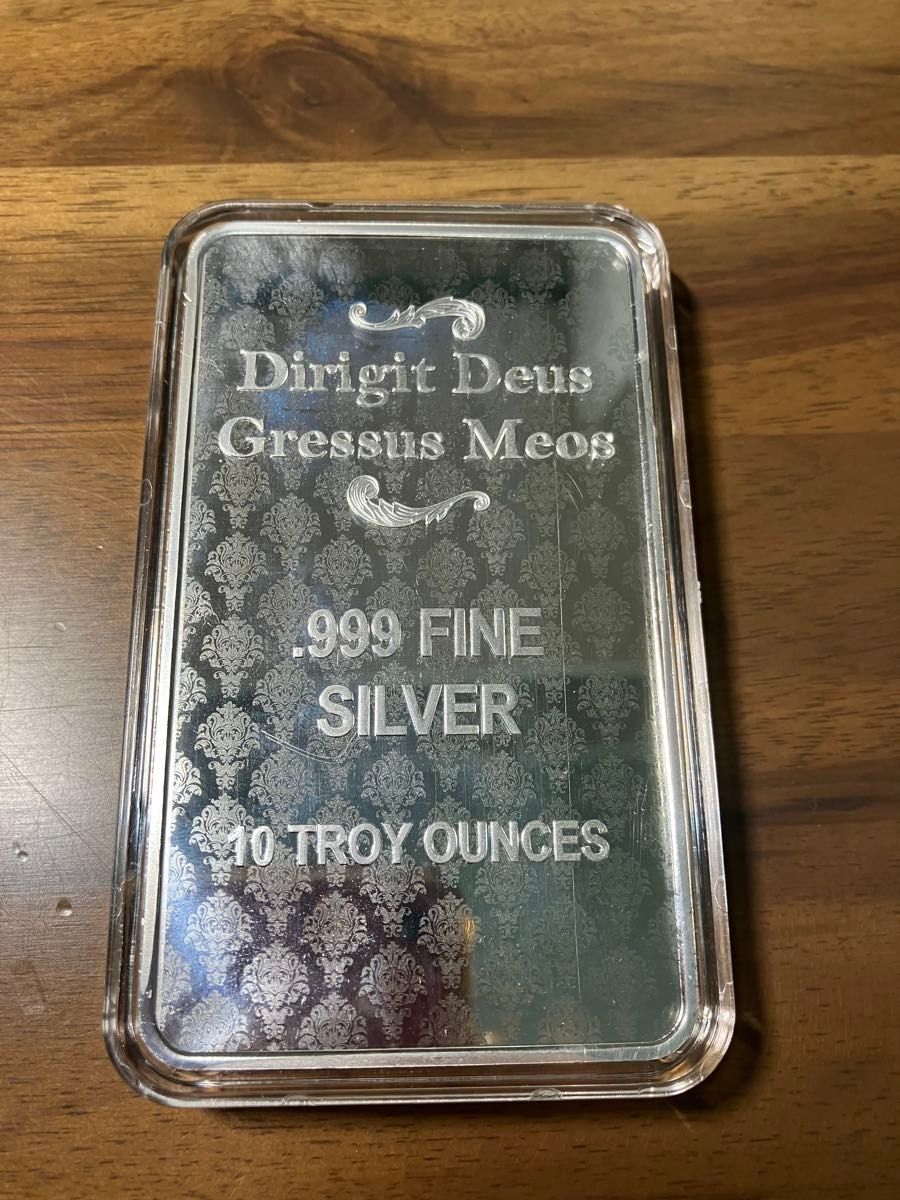 Dirigit Deus
Gressus Meos
.999 FINE
SILVER
10 TROY OUNCES